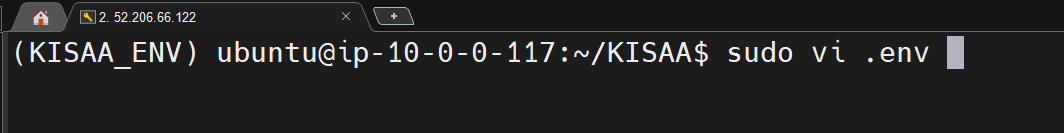 2. 52.206.66.122
(KISAA_ENV) ubuntu@ip-10-0-0-117:~/KISAA$ sudo vi .env